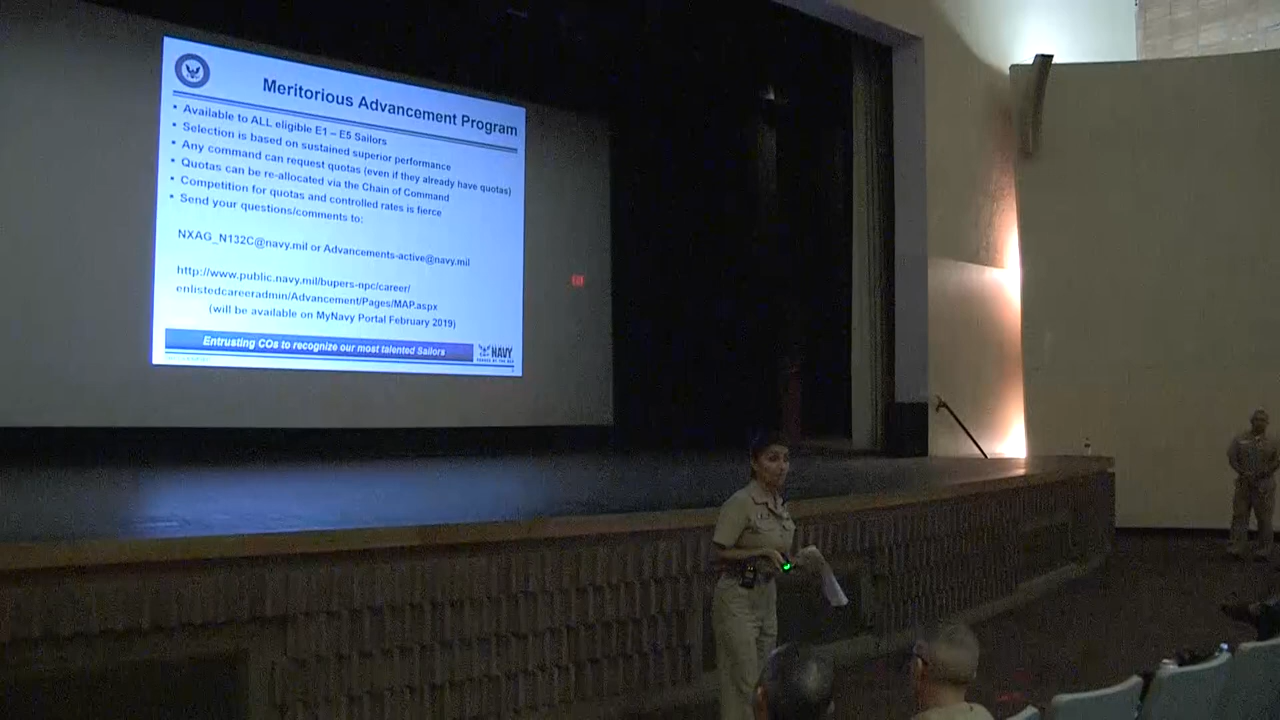 Meritorious Advancement Program
▪ Available to ALL eligible E1 – E5 Sailors
▪ Selection is based on sustained superior performance
▪ Any command can request quotas (even if they already have quotas)
▪ Quotas can be re-allocated via the Chain of Command
▪ Competition for quotas and controlled rates is fierce
▪ Send your questions/comments to:
NXAG_N132C@navy.mil or Advancements-active@navy.mil
http://www.public.navy.mil/bupers-npc/career/
enlistedcareeradmin/Advancement/Pages/MAP.aspx
(will be available on MyNavy Portal February 2019)
Entrusting COs to recognize our most talented Sailors
NAVY